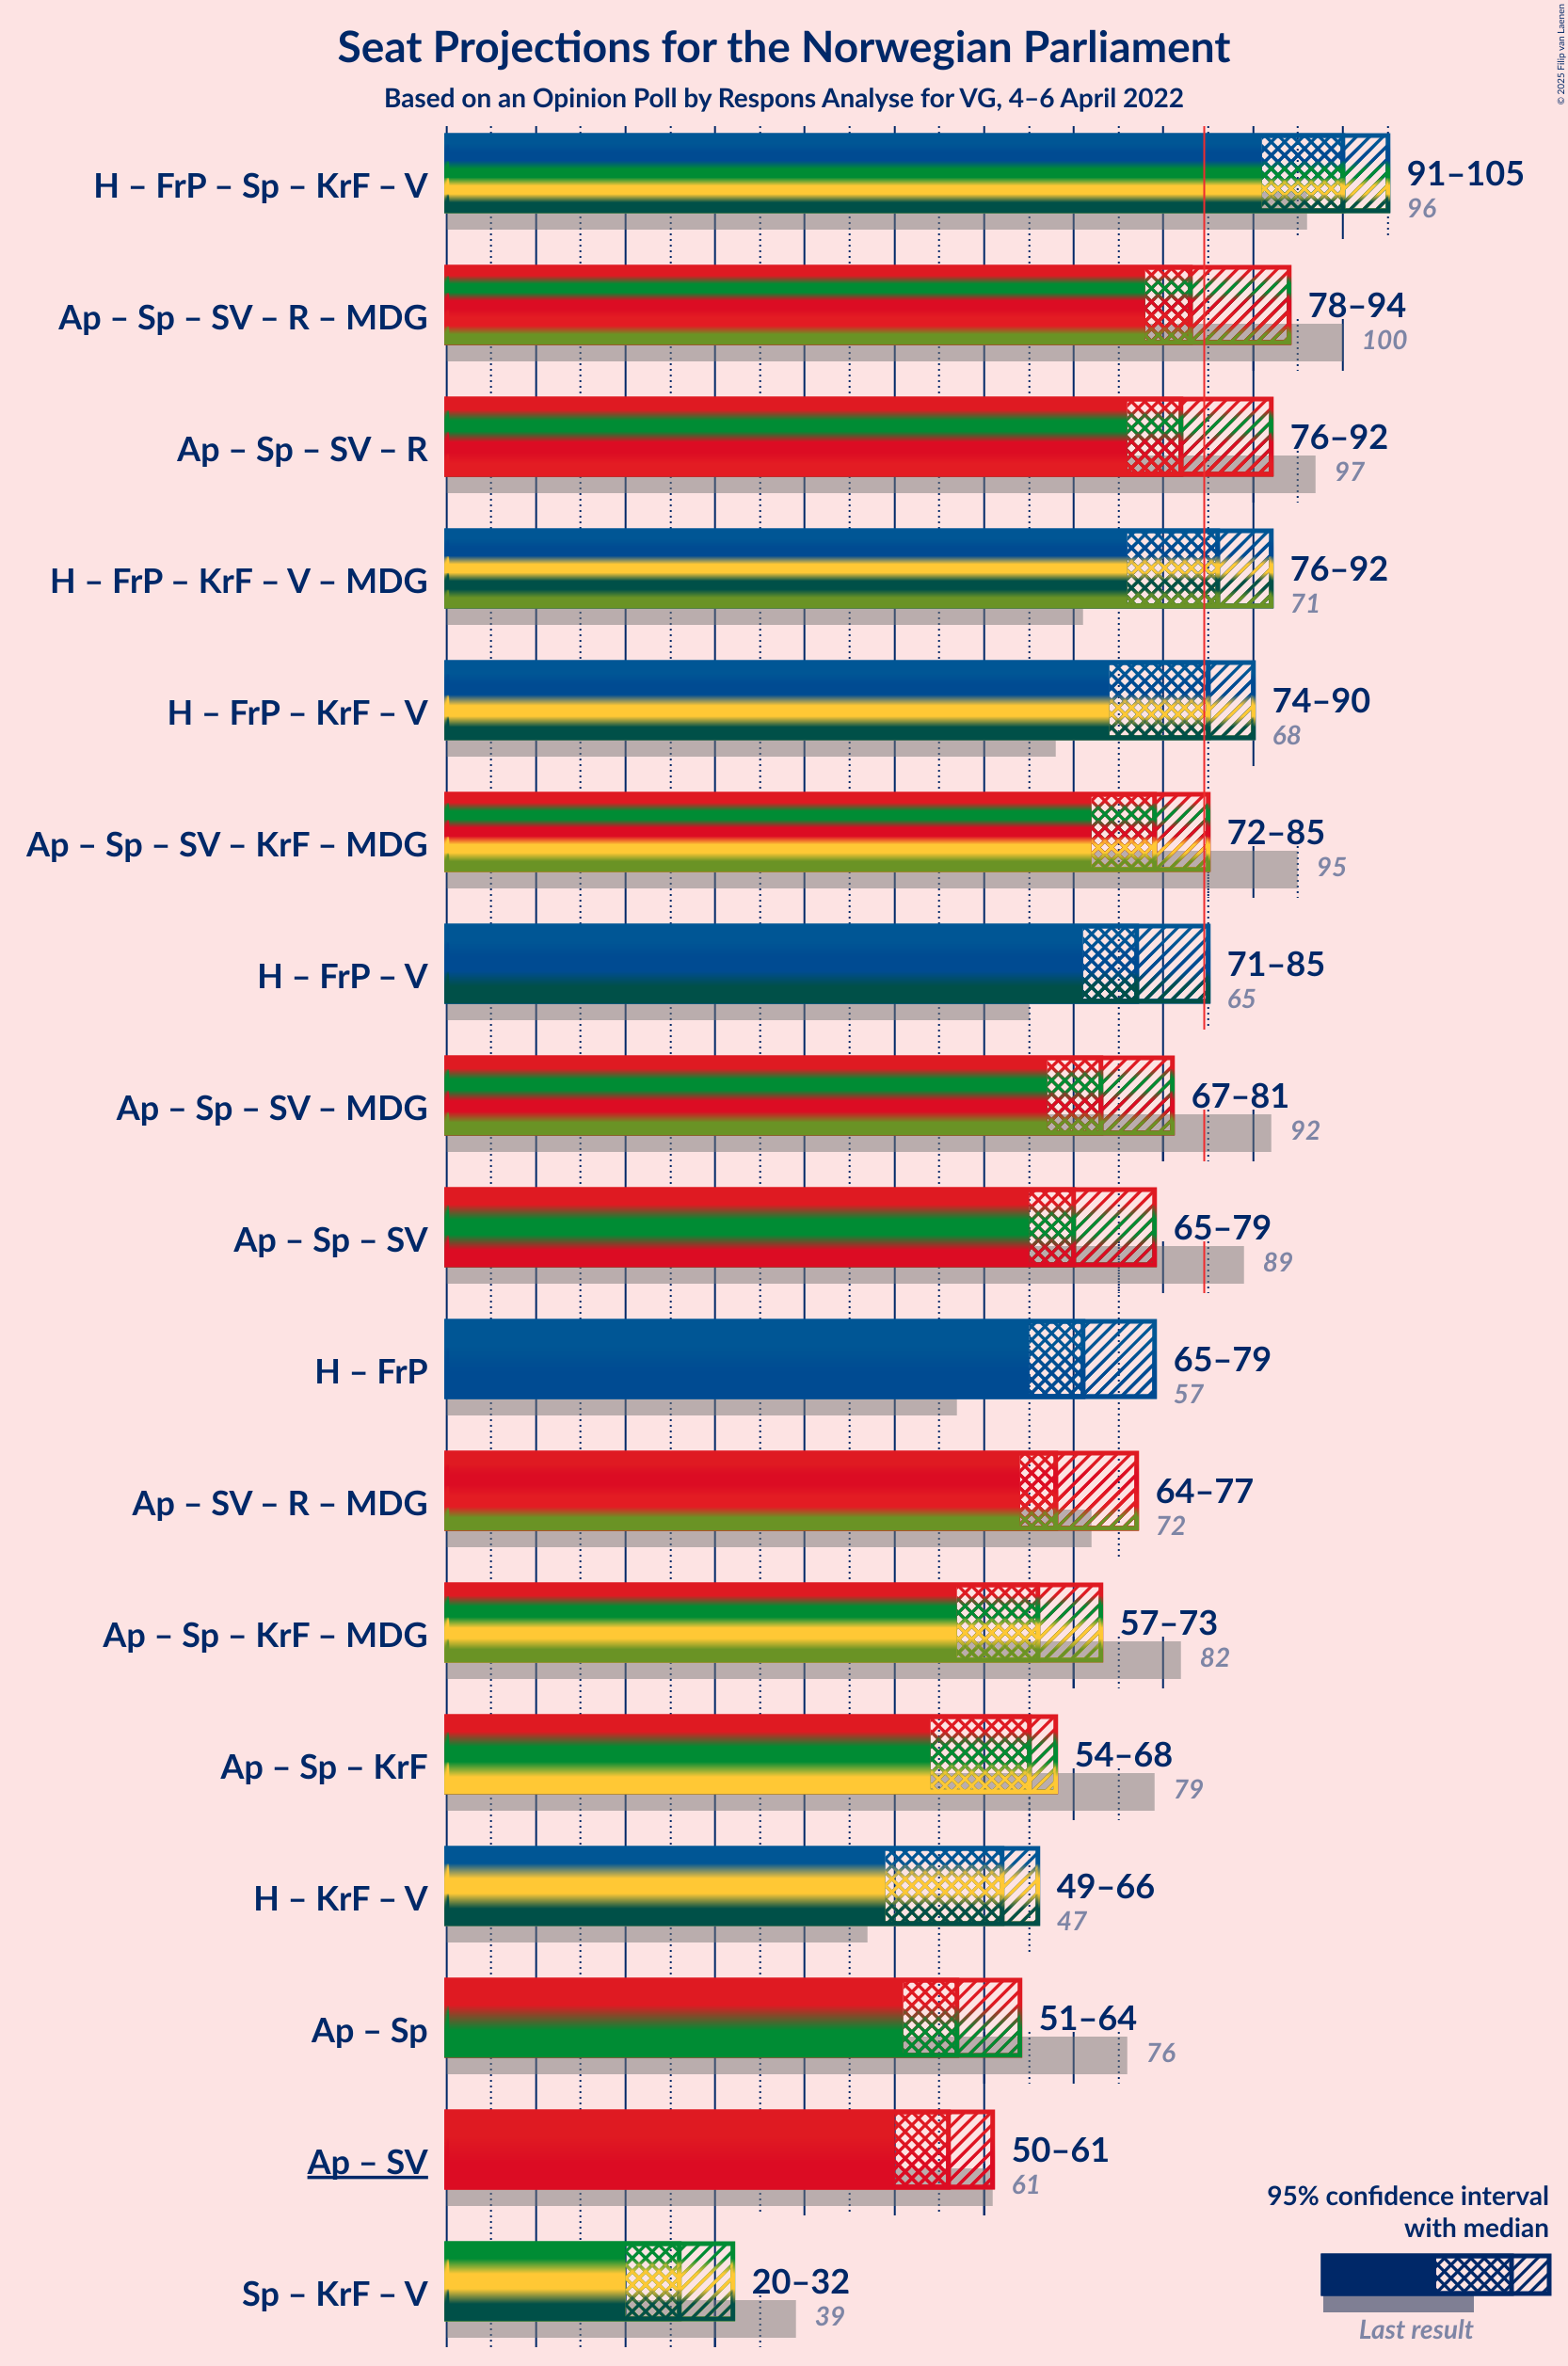 © 2025 Filip van Laenen
Seat Projections for the Norwegian Parliament
Based on an Opinion Poll by Respons Analyse for VG, 4–6 April 2022
H – FrP – Sp – KrF – V
91–105
96
Ap – Sp – SV – R – MDG
78–94
100
Ap – Sp – SV – R
76–92
97
H – FrP – KrF – V – MDG
76–92
71
H – FrP – KrF – V
74–90
68
Ap – Sp – SV – KrF – MDG
72–85
95
H – FrP – V
71–85
65
Ap – Sp – SV – MDG
67–81
92
Ap – Sp – SV
65–79
89
H – FrP
65–79
57
Ap – SV – R – MDG
64–77
72
Ap – Sp – KrF – MDG
57–73
82
Ap – Sp – KrF
54–68
79
H – KrF – V
49–66
47
Ap – Sp
51–64
76
Ap – SV
50–61
61
Sp – KrF – V
20–32
39
95% confidence interval
with median
Last result